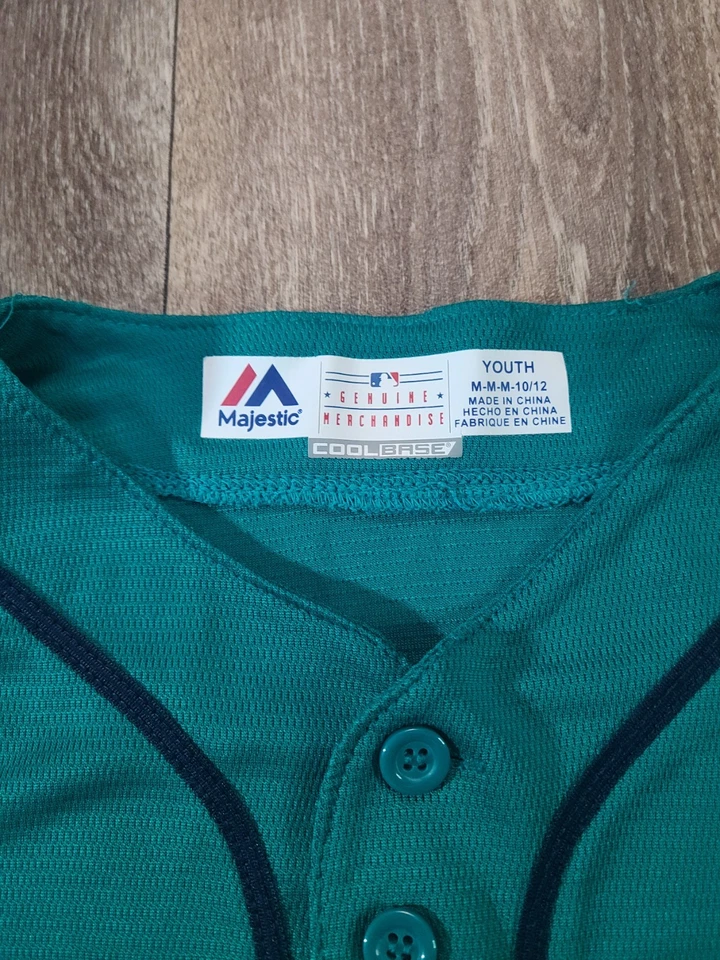 Majestic®
GENUINE
MERCHANDISE
COOLBASE
YOUTH
M-M-M-10/12
MADE IN CHINA
HECHO EN CHINA
FABRIQUE EN CHINE